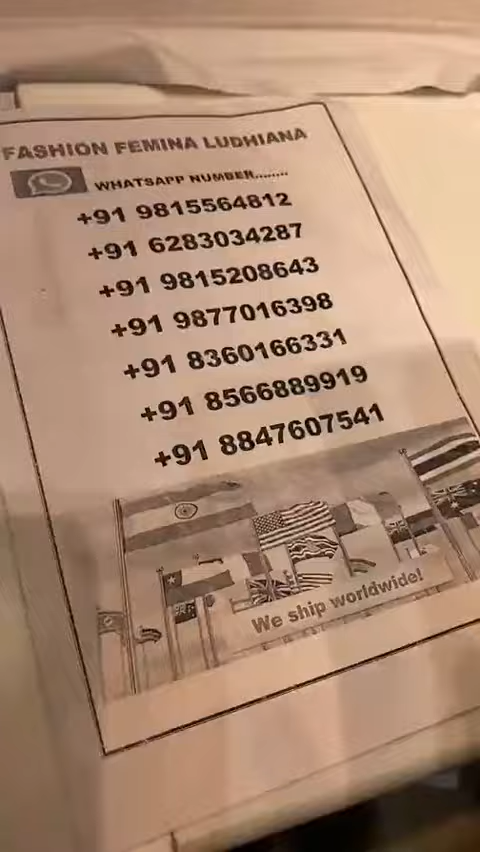 FASHION FEMINA LUDHIANA
WHATSAPP NUMBER........
+91 9815564812
+91 6283034287
+91 9815208643
+91 9877016398
+91 8360166331
+91 8566889919
+91 8847607541
We ship worldwide!